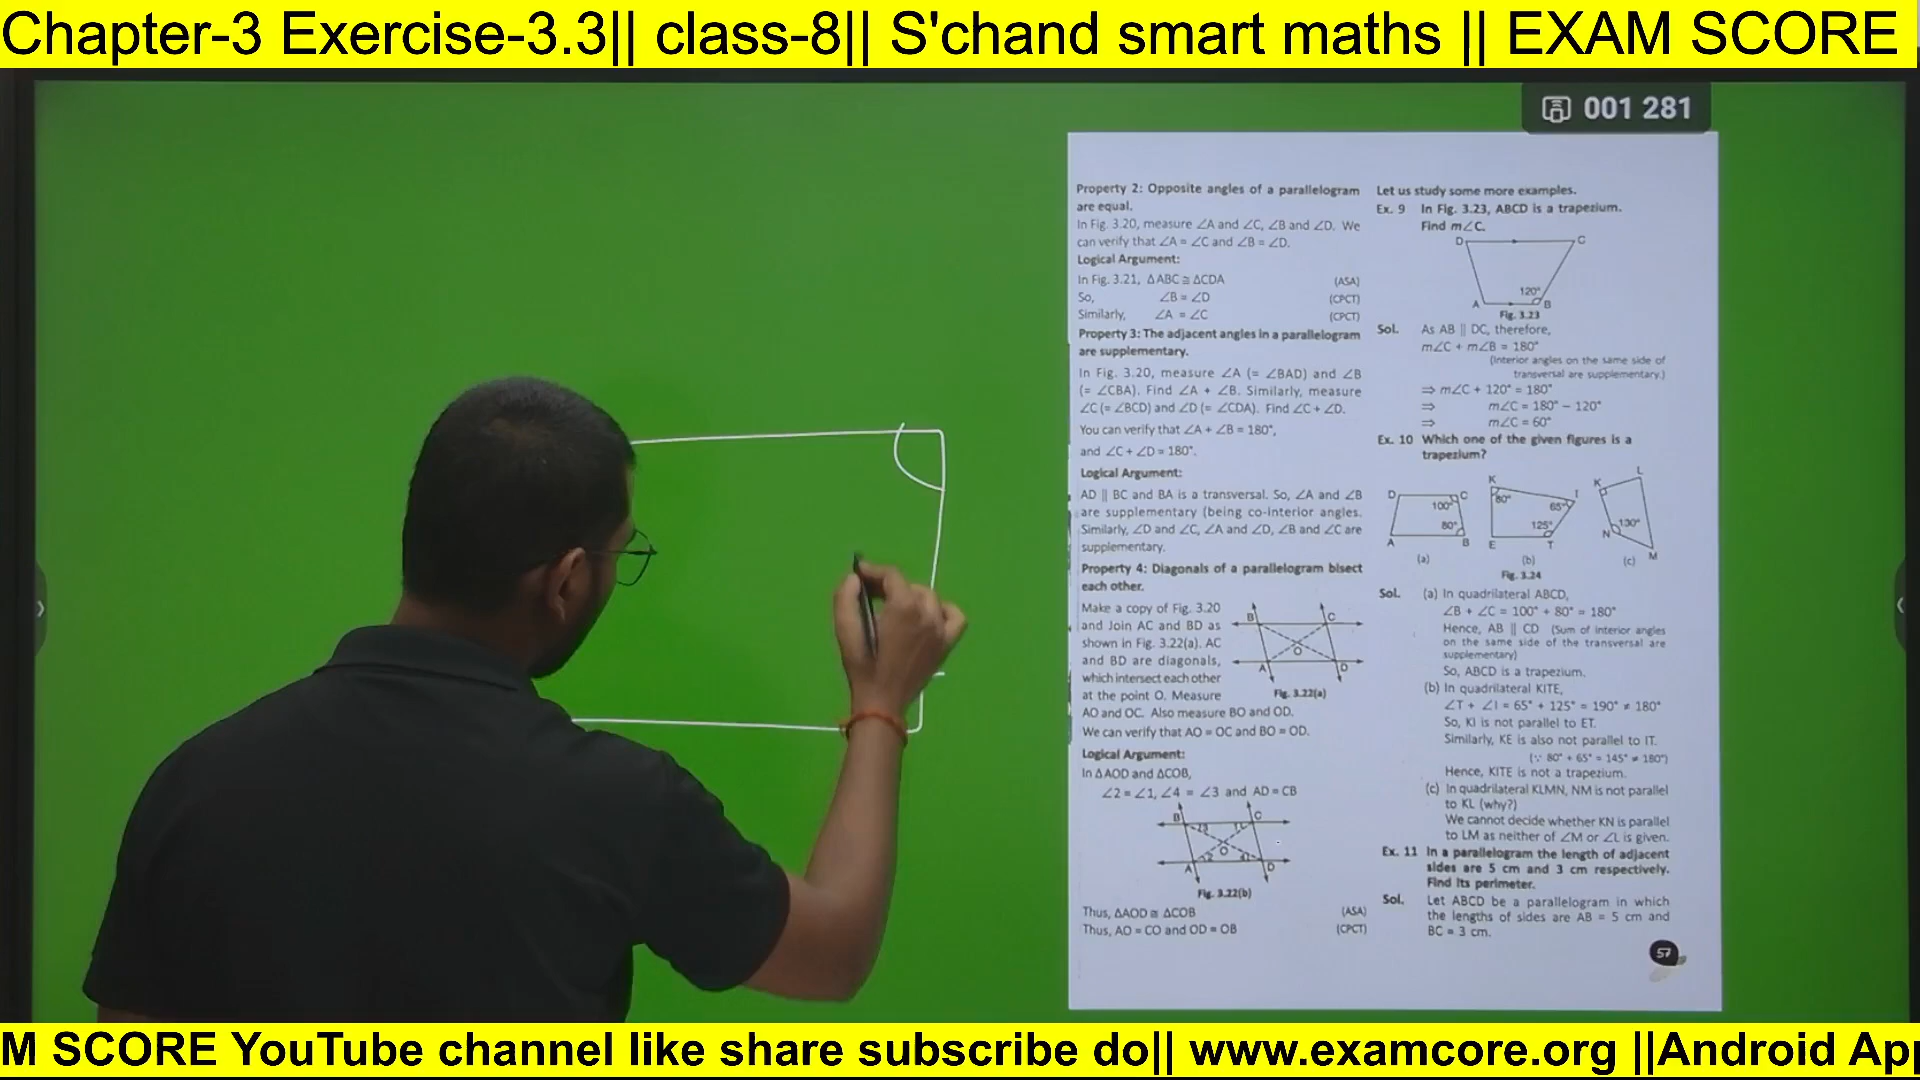 Chapter-3 Exercise-3.3|| class-8|| S'chand smart maths || EXAM SCORE
001 281
Property 2: Opposite angles of a parallelogram
are equal.
In Fig. 3.20, measure ∠A and ∠C, ∠B and ∠D. We
can verify that ∠A = ∠C and ∠B = ∠D.
Logical Argument:
In Fig. 3.21, ΔABC ≅ ΔCDA (ASA)
So, ∠B = ∠D (CPCT)
Similarly, ∠A = ∠C (CPCT)
Property 3: The adjacent angles in a parallelogram
are supplementary.
In Fig. 3.20, measure ∠A (= ∠BAD) and ∠B
(= ∠CBA). Find ∠A + ∠B. Similarly, measure
∠C (= ∠BCD) and ∠D (= ∠CDA). Find ∠C + ∠D.
You can verify that ∠A + ∠B = 180°,
and ∠C + ∠D = 180°.
Logical Argument:
AD || BC and BA is a transversal. So, ∠A and ∠B
are supplementary (being co-interior angles.
Similarly, ∠D and ∠C, ∠A and ∠D, ∠B and ∠C are
supplementary.
Property 4: Diagonals of a parallelogram bisect
each other.
Make a copy of Fig. 3.20
and Join AC and BD as
shown in Fig. 3.22(a). AC
and BD are diagonals,
which intersect each other
at the point O. Measure
AO and OC. Also measure BO and OD.
We can verify that AO = OC and BO = OD.
B C
O
A D
Fig. 3.22(a)
Logical Argument:
In ΔAOD and ΔCOB,
∠2 = ∠1, ∠4 = ∠3 and AD = CB
B C
O
A D
Fig. 3.22(b)
Thus, ΔAOD ≅ ΔCOB (ASA)
Thus, AO = CO and OD = OB (CPCT)
Let us study some more examples.
Ex. 9 In Fig. 3.23, ABCD is a trapezium.
Find m∠C.
D C
120°
A B
Fig. 3.23
Sol. As AB || DC, therefore,
m∠C + m∠B = 180°
(Interior angles on the same side of
transversal are supplementary.)
⇒ m∠C + 120° = 180°
⇒ m∠C = 180° – 120°
⇒ m∠C = 60°
Ex. 10 Which one of the given figures is a
trapezium?
D C 100° 80° A B
K 80° I 65° 125° E T
K L 130° N M
(a) (b) (c)
Fig. 3.24
Sol. (a) In quadrilateral ABCD,
∠B + ∠C = 100° + 80° = 180°
Hence, AB || CD (Sum of interior angles
on the same side of the transversal are
supplementary)
So, ABCD is a trapezium.
(b) In quadrilateral KITE,
∠T + ∠I = 65° + 125° = 190° ≠ 180°
So, KI is not parallel to ET.
Similarly, KE is also not parallel to IT.
(∵ 80° + 65° = 145° ≠ 180°)
Hence, KITE is not a trapezium.
(c) In quadrilateral KLMN, NM is not parallel
to KL (why?)
We cannot decide whether KN is parallel
to LM as neither of ∠M or ∠L is given.
Ex. 11 In a parallelogram the length of adjacent
sides are 5 cm and 3 cm respectively.
Find its perimeter.
Sol. Let ABCD be a parallelogram in which
the lengths of sides are AB = 5 cm and
BC = 3 cm.
57
M SCORE YouTube channel like share subscribe do|| www.examcore.org ||Android Ap